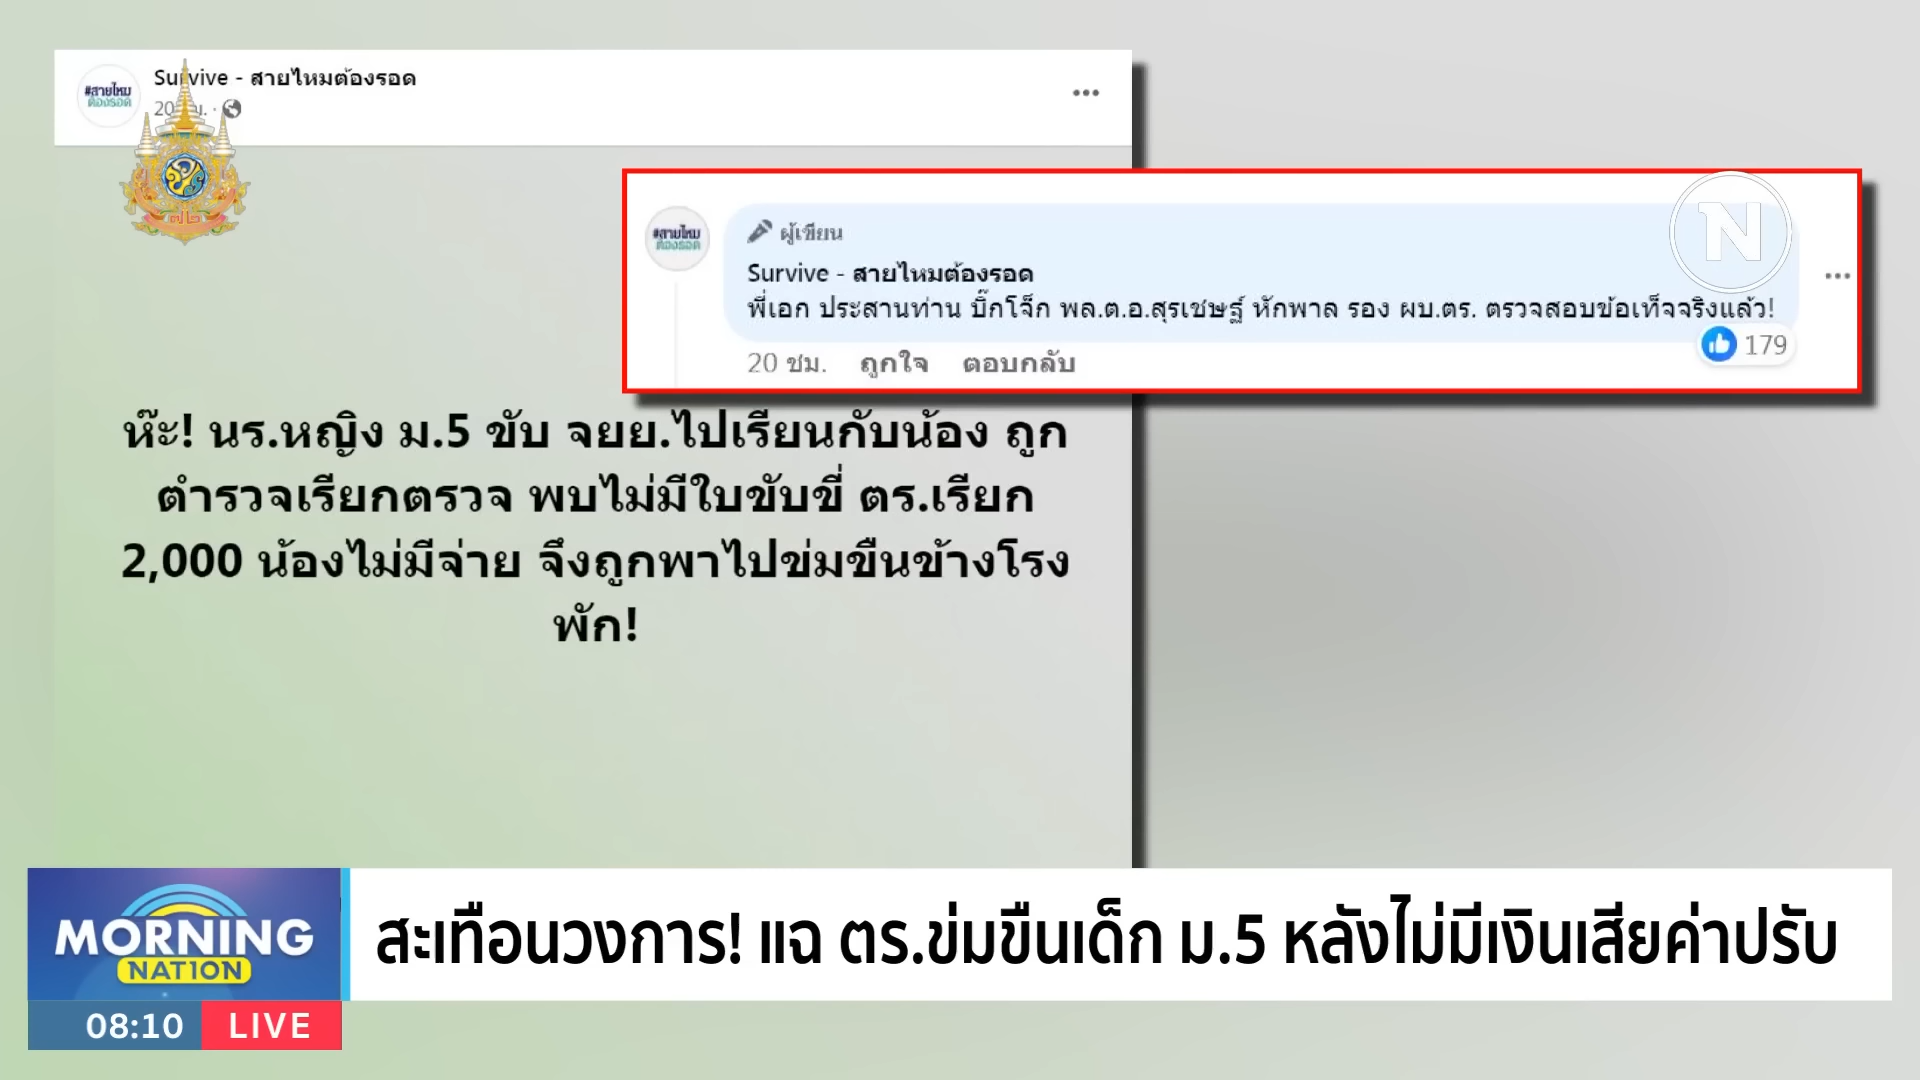 #สายไหม
ต้องรอด
Survive - สายไหมต้องรอด
20
ห๊ะ! นร.หญิง ม.5 ขับ จยย.ไปเรียนกับน้อง ถูก
ตำรวจเรียกตรวจ พบไม่มีใบขับขี่ ตร.เรียก
2,000 น้องไม่มีจ่าย จึงถูกพาไปข่มขืนข้างโรง
พัก!
#สายไหม
ต้องรอด
ผู้เขียน
Survive - สายไหมต้องรอด
พี่เอก ประสานท่าน บิ๊กโจ็ก พล.ต.อ.สุรเชษฐ์ หักพาล รอง ผบ.ตร. ตรวจสอบข้อเท็จจริงแล้ว!
179
20 ชม. ถูกใจ ตอบกลับ
N
MORNING
NATION
สะเทือนวงการ! แฉ ตร.ข่มขืนเด็ก ม.5 หลังไม่มีเงินเสียค่าปรับ
08:10 LIVE